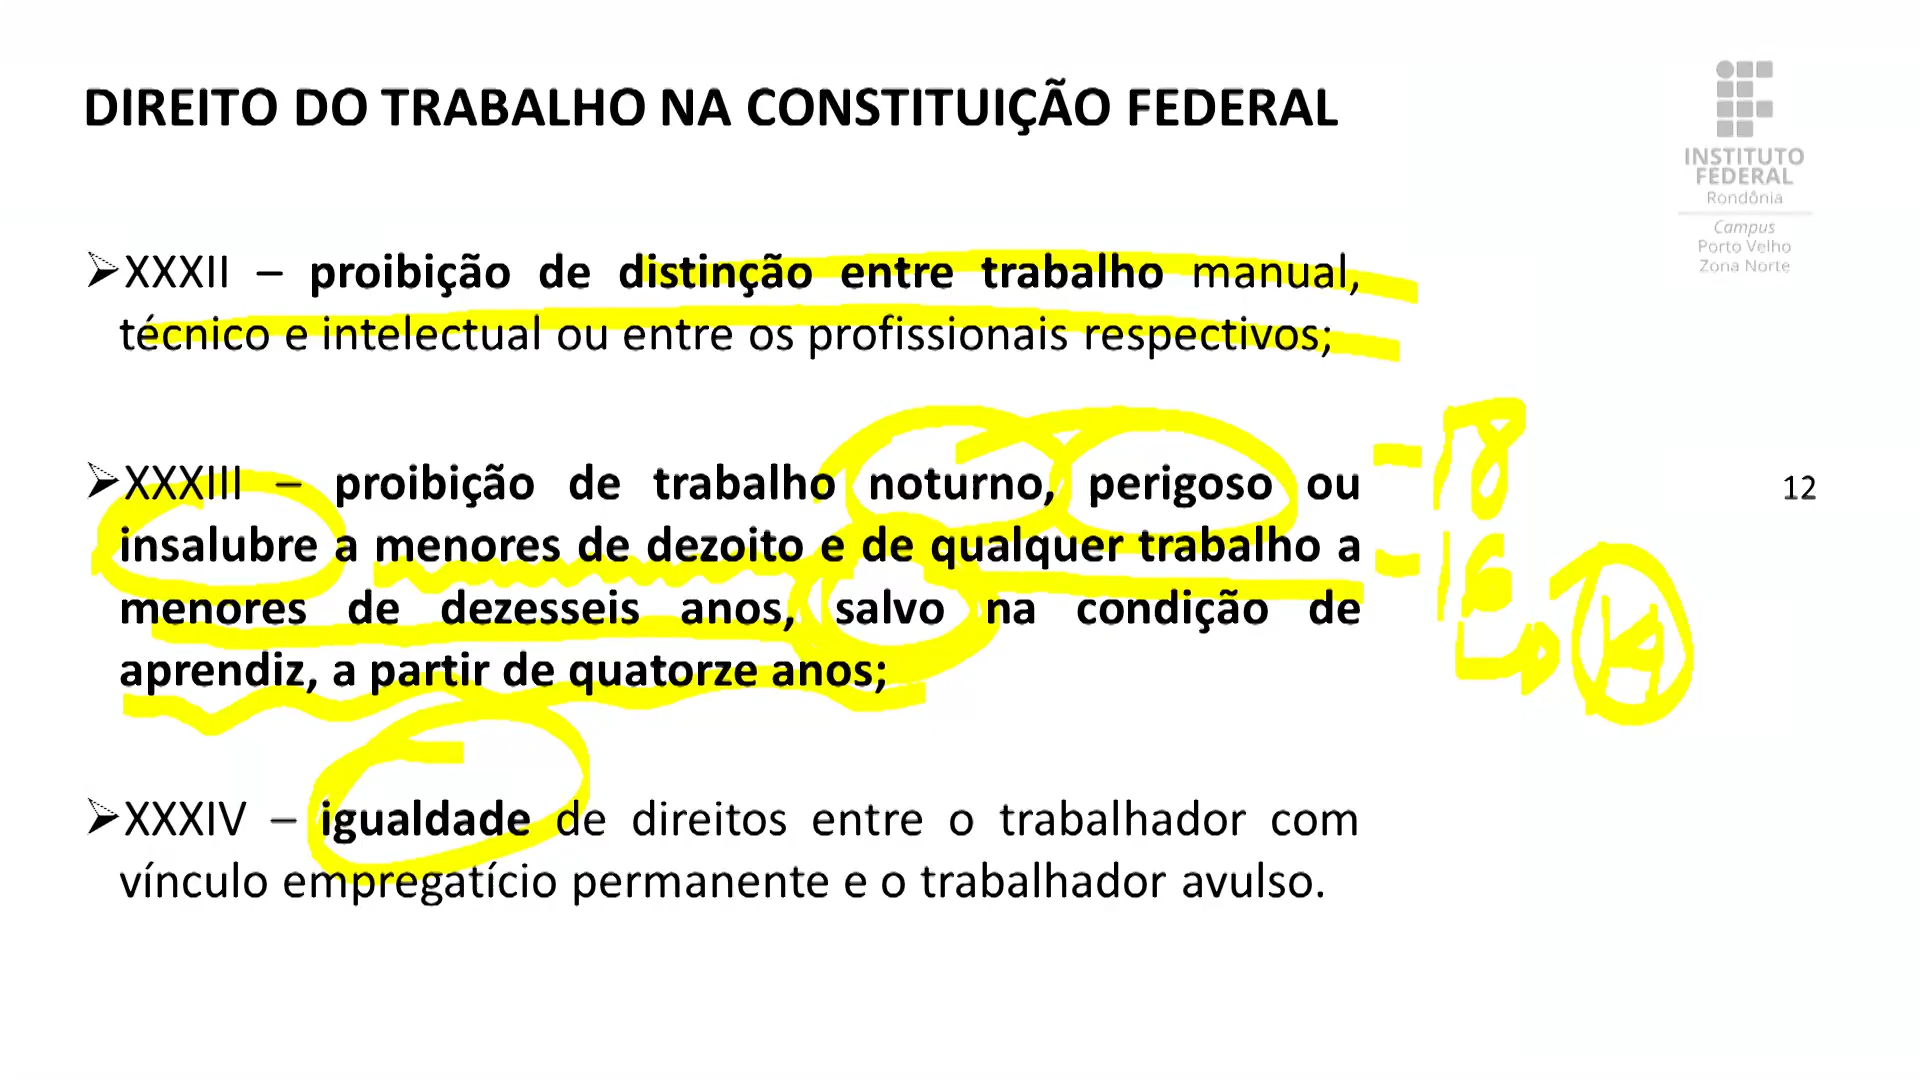 DIREITO DO TRABALHO NA CONSTITUIÇÃO FEDERAL
INSTITUTO
FEDERAL
Rondônia
Campus
Porto Velho
Zona Norte
➢XXXII – proibição de distinção entre trabalho manual,
técnico e intelectual ou entre os profissionais respectivos;
➢XXXIII – proibição de trabalho noturno, perigoso ou
insalubre a menores de dezoito e de qualquer trabalho a
menores de dezesseis anos, salvo na condição de
aprendiz, a partir de quatorze anos;
-18
-16
14
12
➢XXXIV – igualdade de direitos entre o trabalhador com
vínculo empregatício permanente e o trabalhador avulso.